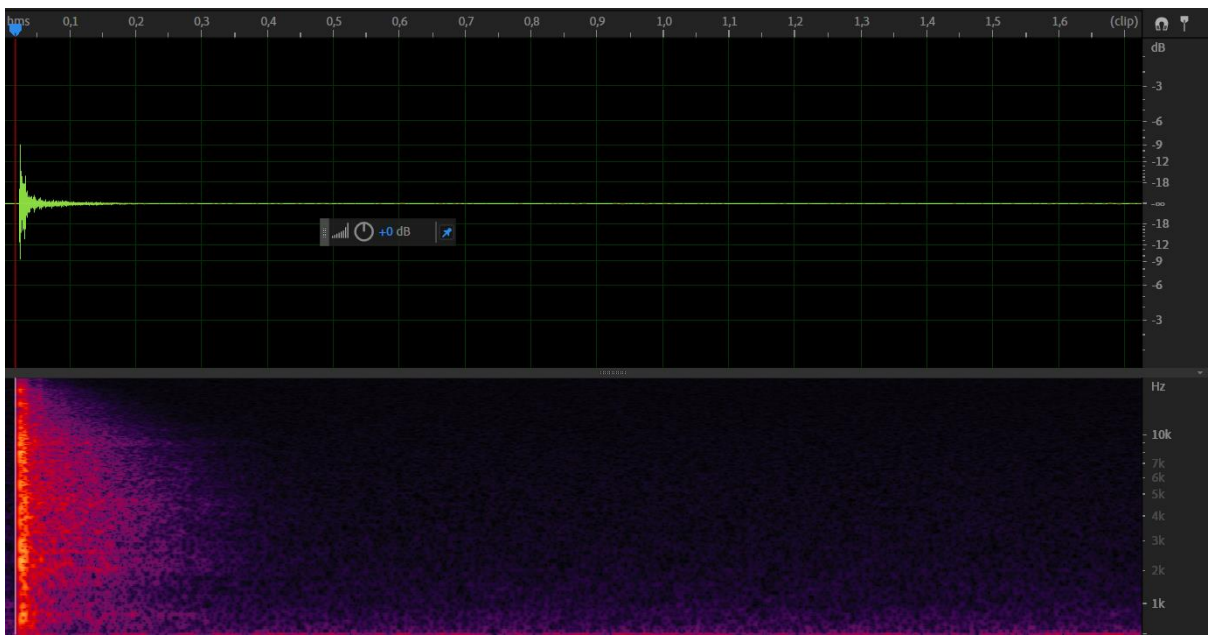 hms 0,1 0,2 0,3 0,4 0,5 0,6 0,7 0,8 0,9 1,0 1,1 1,2 1,3 1,4 1,5 1,6 (clip)
dB
-3
-6
-9
-12
-18
-∞
-18
-12
-9
-6
-3
+0 dB
Hz
10k
7k
6k
5k
4k
3k
2k
1k